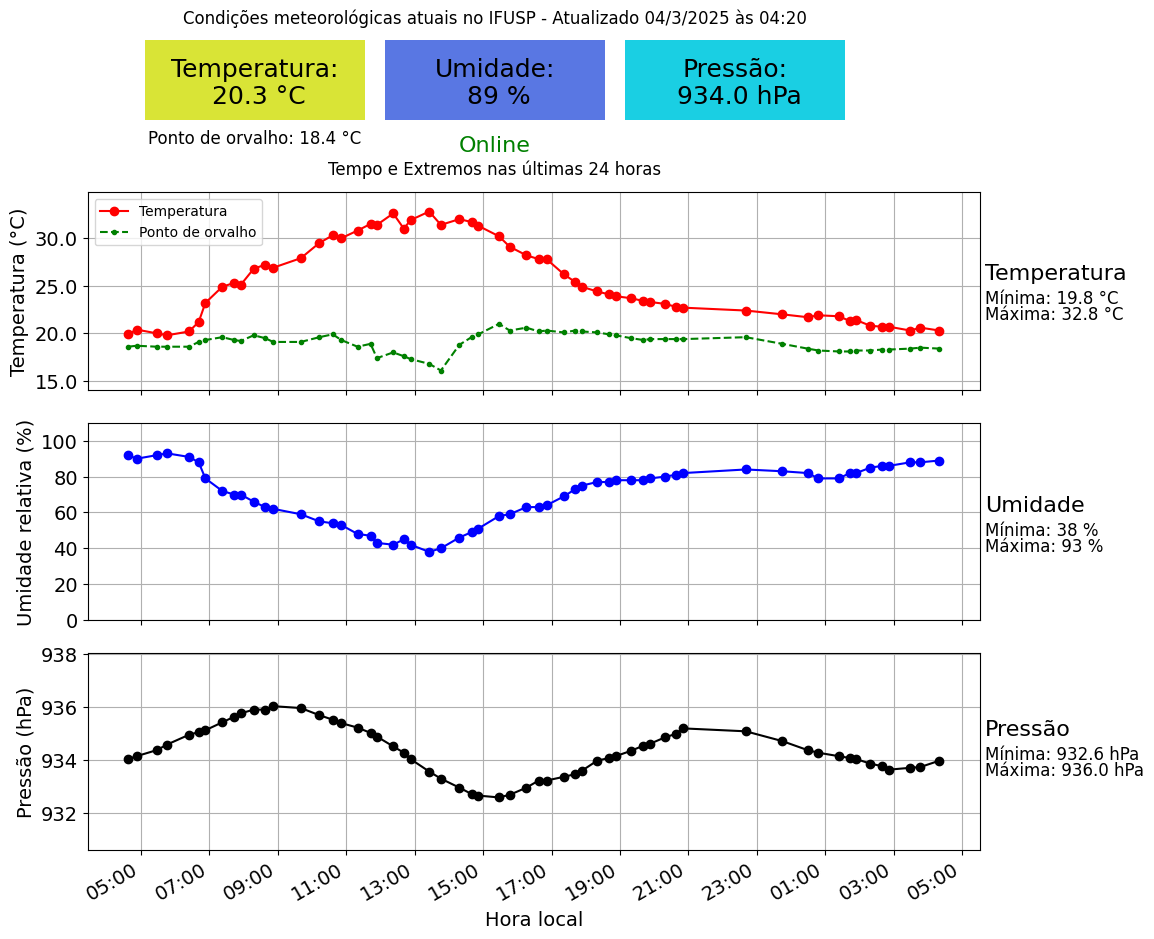 Condições meteorológicas atuais no IFUSP - Atualizado 04/3/2025 às 04:20
Temperatura:
20.3 °C
Umidade:
89 %
Pressão:
934.0 hPa
Ponto de orvalho: 18.4 °C
Online
Tempo e Extremos nas últimas 24 horas
Temperatura (°C)
30.0
25.0
20.0
15.0
Temperatura
Ponto de orvalho
Temperatura
Mínima: 19.8 °C
Máxima: 32.8 °C
Umidade relativa (%)
100
80
60
40
20
0
Umidade
Mínima: 38 %
Máxima: 93 %
Pressão (hPa)
938
936
934
932
Pressão
Mínima: 932.6 hPa
Máxima: 936.0 hPa
05:00 07:00 09:00 11:00 13:00 15:00 17:00 19:00 21:00 23:00 01:00 03:00 05:00
Hora local